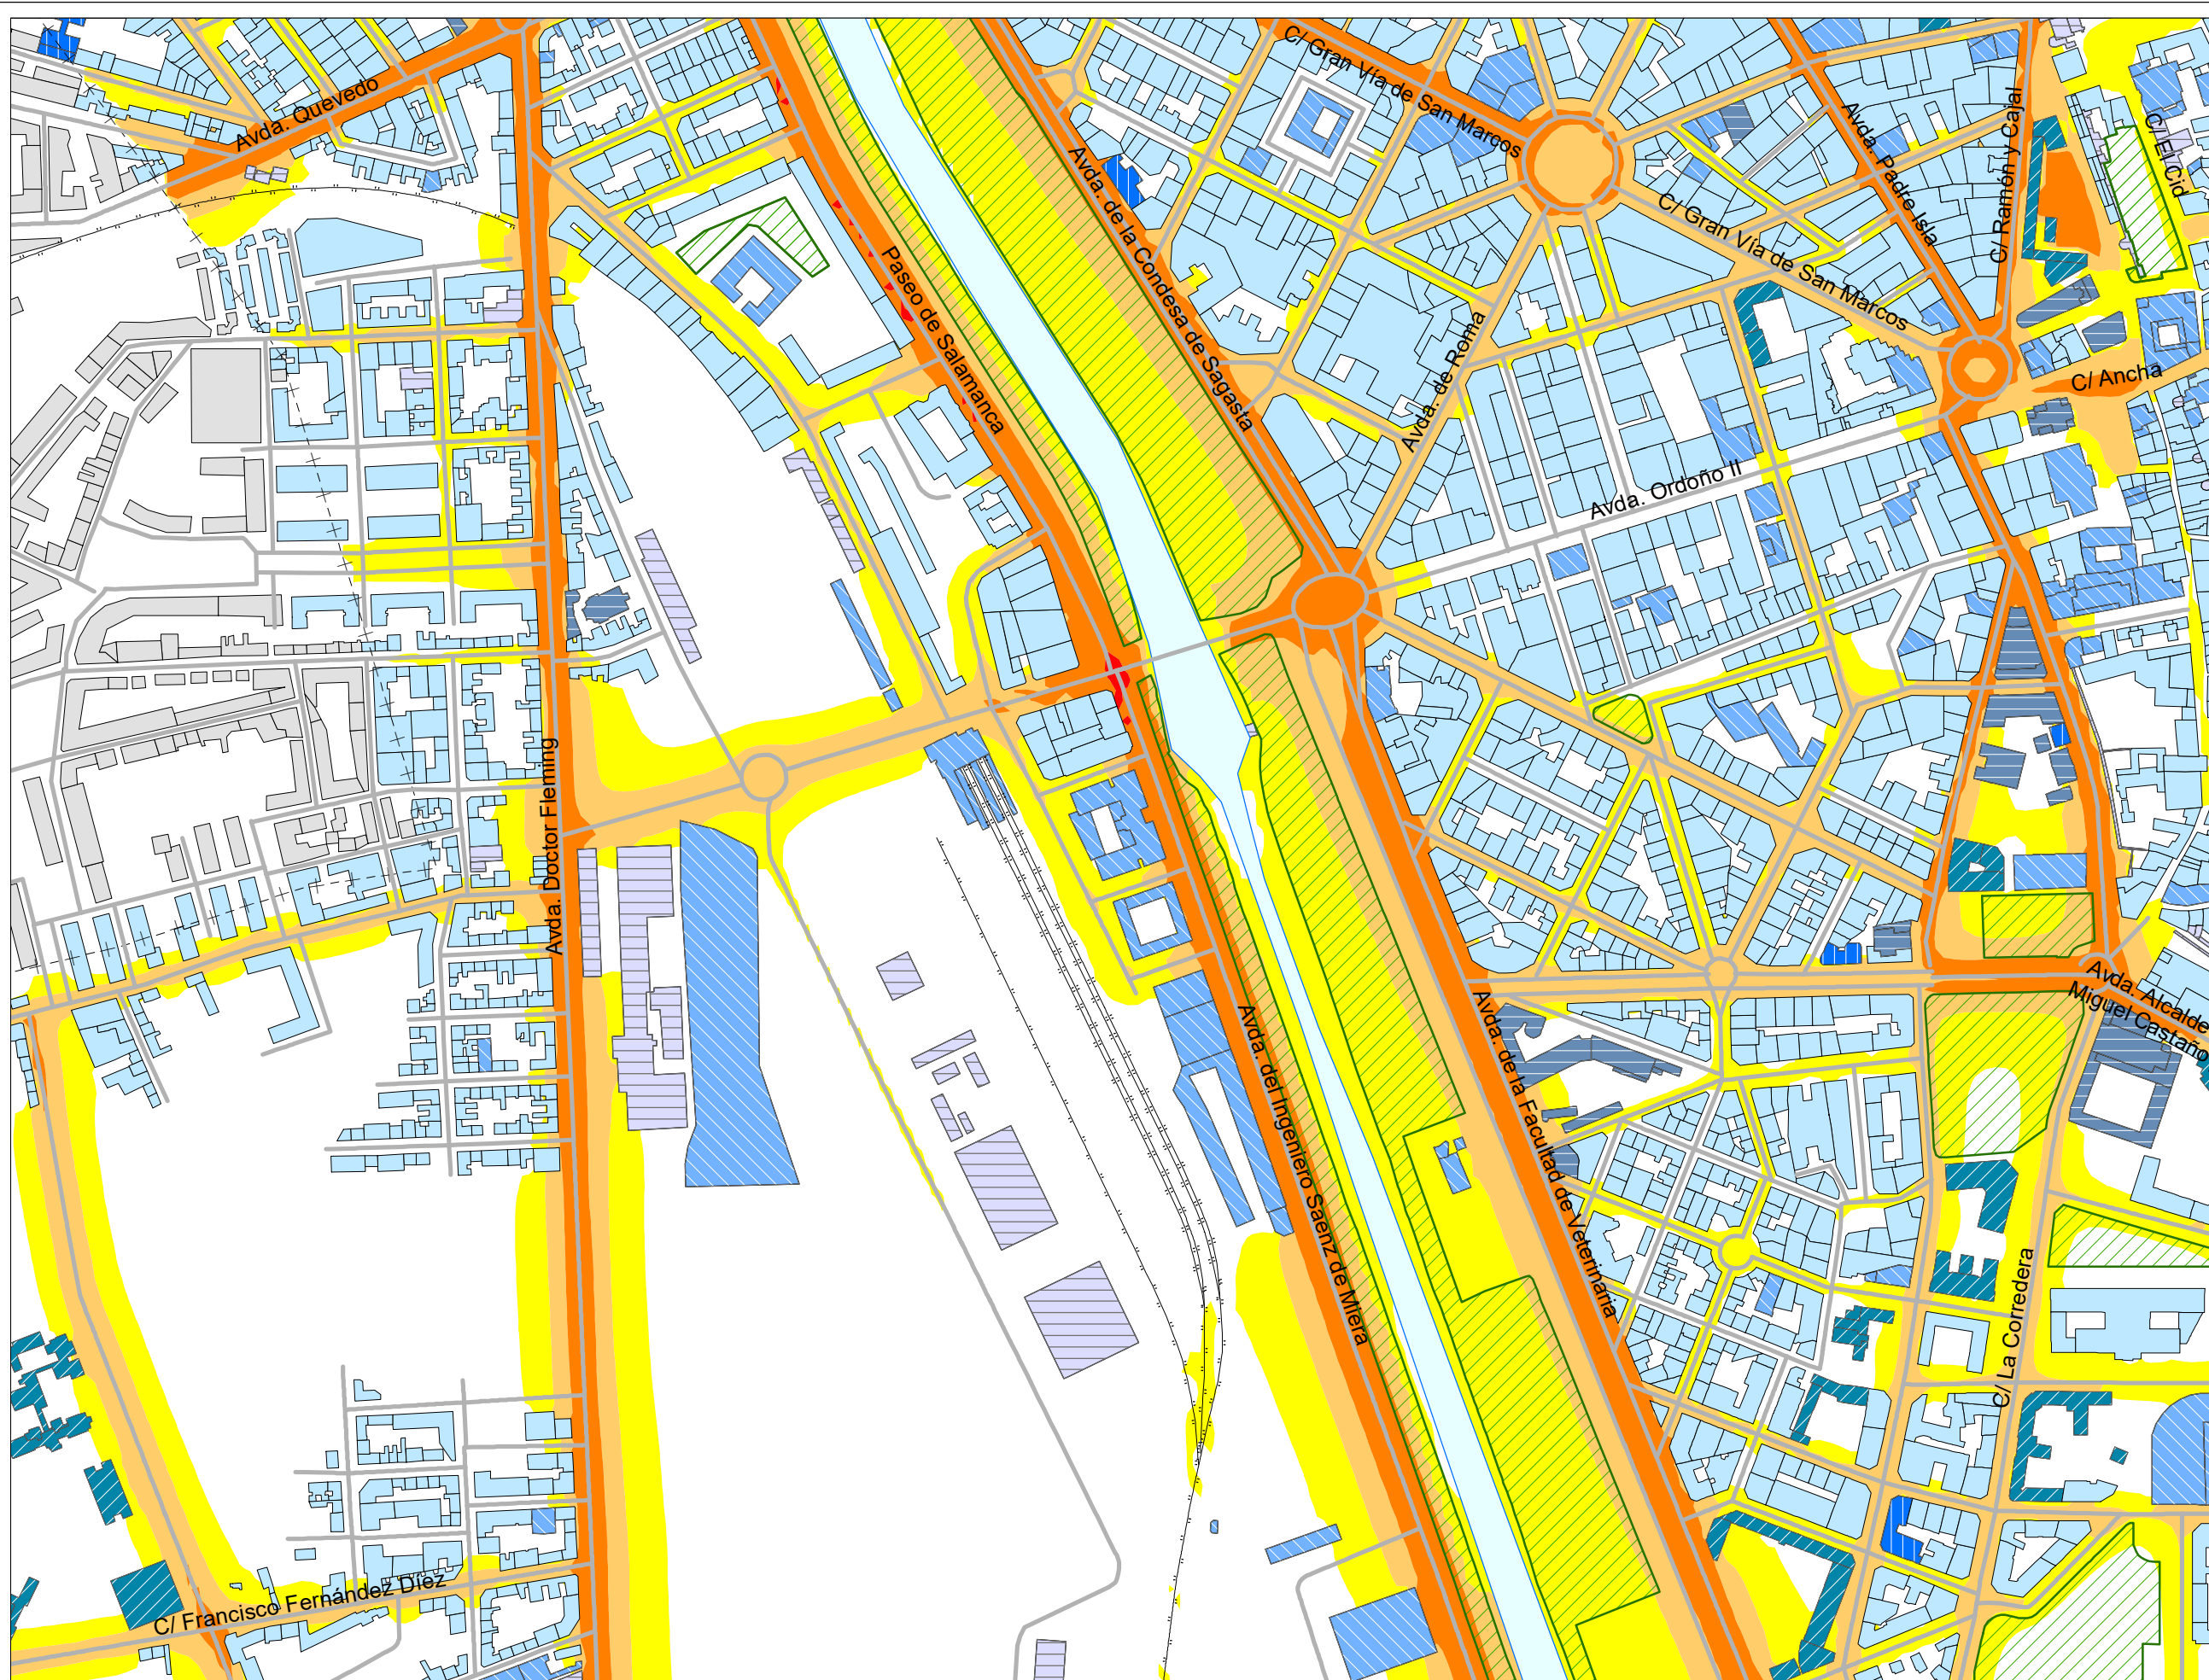 Avda. Quevedo
C/ Gran Vía de San Marcos
Avda. Padre Isla
C/ Ramón y Cajal
C/ El Cid
Avda. de la Condesa de Sagasta
Paseo de Salamanca
C/ Gran Vía de San Marcos
Avda. de Roma
C/ Ancha
Avda. Ordoño II
Avda. Doctor Fleming
Avda. Alcalde
Miguel Castaño
Avda. del Ingeniero Saenz de Miera
Avda. de la Facultad de Veterinaria
C/ La Corredera
C/ Francisco Fernández Díez